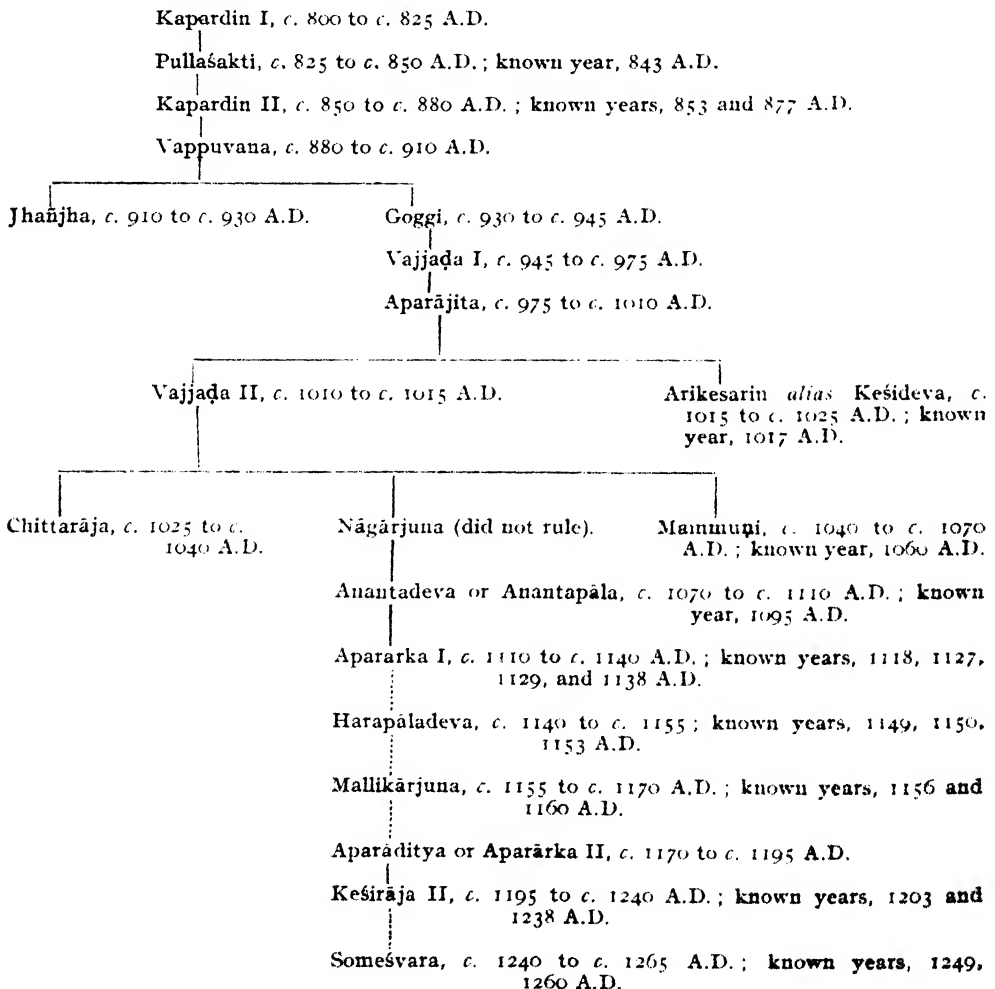 Kapardin I, c. 800 to c. 825 A.D.
Pullaśakti, c. 825 to c. 850 A.D.; known year, 843 A.D.
Kapardin II, c. 850 to c. 880 A.D.; known years, 853 and 877 A.D.
Vappuvana, c. 880 to c. 910 A.D.
Jhañjha, c. 910 to c. 930 A.D.
Goggi, c. 930 to c. 945 A.D.
Vajjaḍa I, c. 945 to c. 975 A.D.
Aparājita, c. 975 to c. 1010 A.D.
Vajjaḍa II, c. 1010 to c. 1015 A.D.
Arikesarin alias Keśideva, c.
1015 to c. 1025 A.D.; known
year, 1017 A.D.
Chittarāja, c. 1025 to c.
1040 A.D.
Nāgārjuna (did not rule).
Mammuṇi, c. 1040 to c. 1070
A.D.; known year, 1060 A.D.
Anantadeva or Anantapāla, c. 1070 to c. 1110 A.D.; known
year, 1095 A.D.
Aparārka I, c. 1110 to c. 1140 A.D.; known years, 1118, 1127,
1129, and 1138 A.D.
Harapāladeva, c. 1140 to c. 1155; known years, 1149, 1150,
1153 A.D.
Mallikārjuna, c. 1155 to c. 1170 A.D.; known years, 1156 and
1160 A.D.
Aparāditya or Aparārka II, c. 1170 to c. 1195 A.D.
Keśirāja II, c. 1195 to c. 1240 A.D.; known years, 1203 and
1238 A.D.
Someśvara, c. 1240 to c. 1265 A.D.; known years, 1249,
1260 A.D.